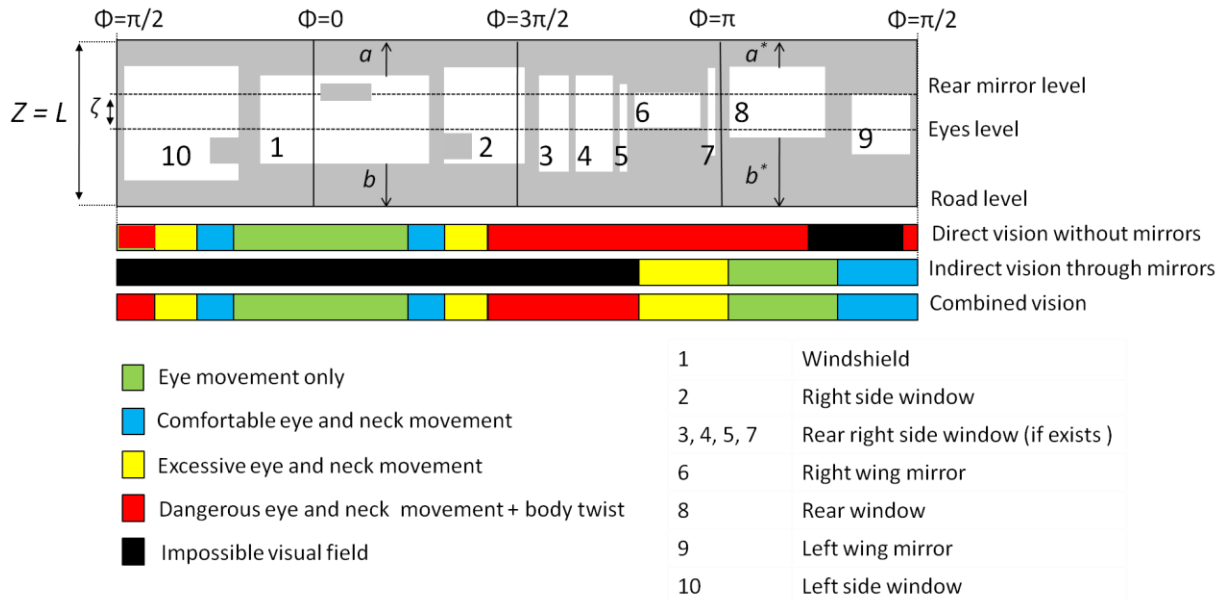 Φ=π/2 Φ=0 Φ=3π/2 Φ=π Φ=π/2
a a*
Rear mirror level
Z = L ζ
6 8
Eyes level
10 1 2 3 4 5 7 9
b b*
Road level
Direct vision without mirrors
Indirect vision through mirrors
Combined vision
Eye movement only
Comfortable eye and neck movement
Excessive eye and neck movement
Dangerous eye and neck movement + body twist
Impossible visual field
1 Windshield
2 Right side window
3, 4, 5, 7 Rear right side window (if exists )
6 Right wing mirror
8 Rear window
9 Left wing mirror
10 Left side window